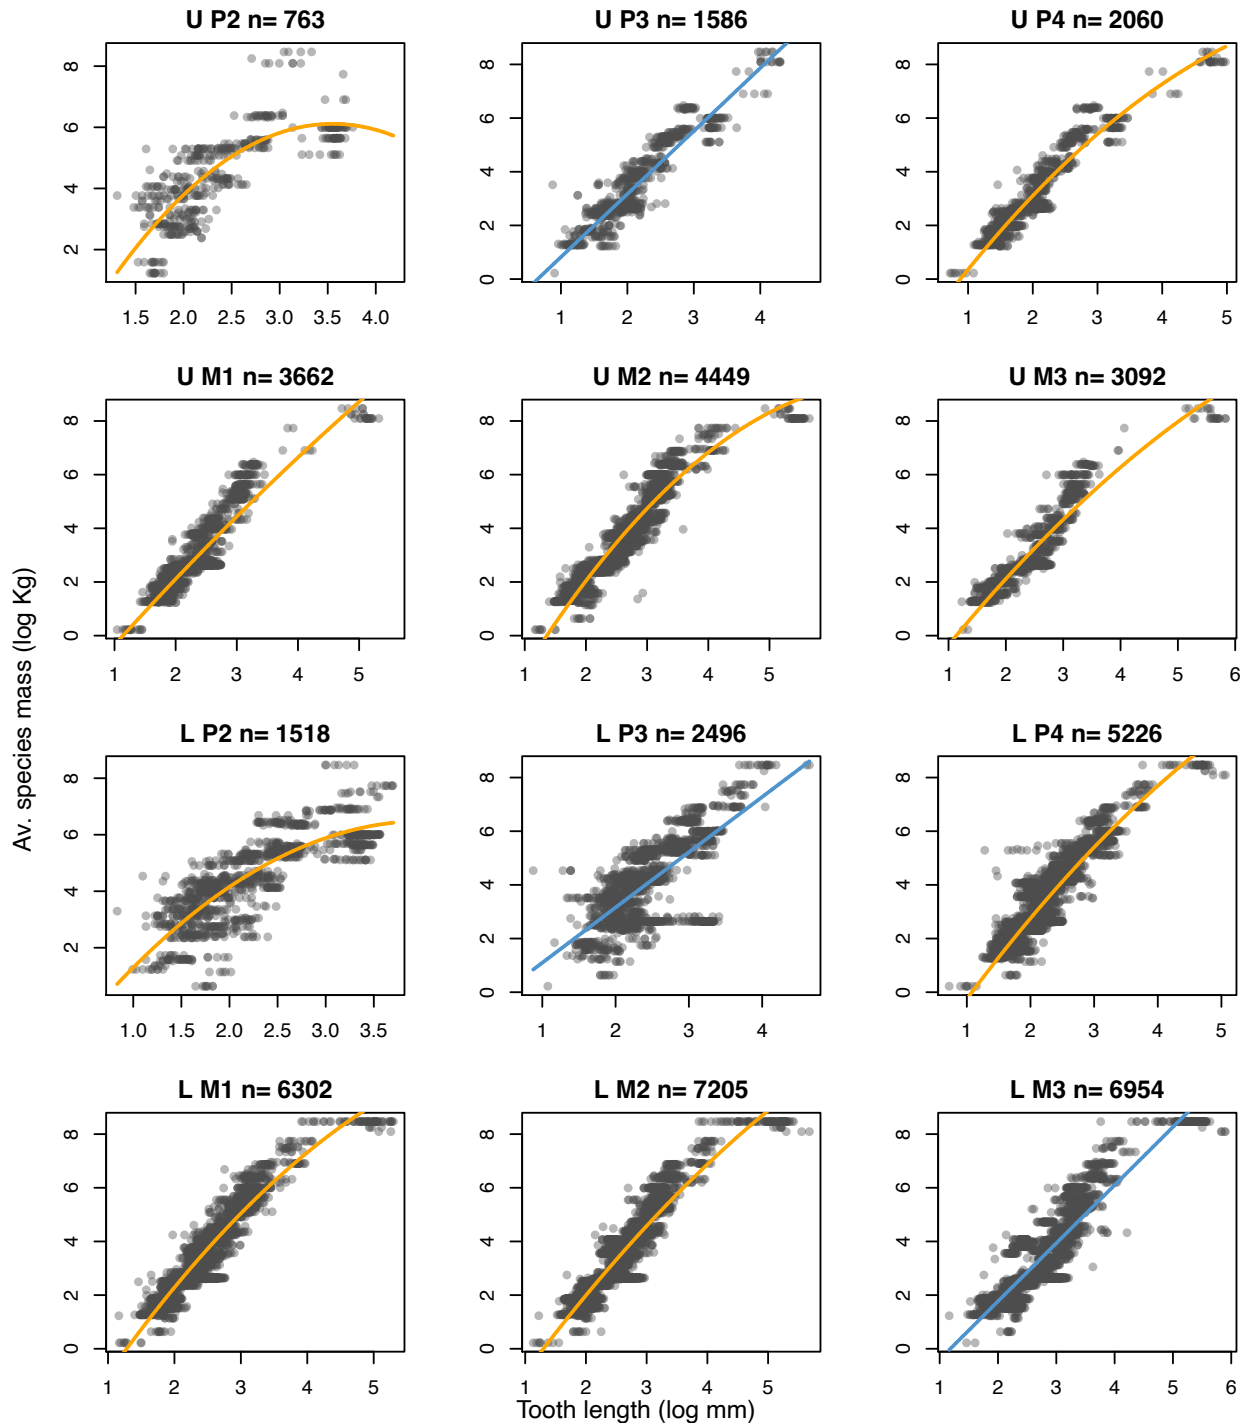 U P2 n= 763
U P3 n= 1586
U P4 n= 2060
8
6
4
2
1.5 2.0 2.5 3.0 3.5 4.0
8
6
4
2
0
1 2 3 4
8
6
4
2
0
1 2 3 4 5
U M1 n= 3662
U M2 n= 4449
U M3 n= 3092
8
6
4
2
0
1 2 3 4 5
8
6
4
2
0
1 2 3 4 5
8
6
4
2
0
1 2 3 4 5 6
Av. species mass (log Kg)
L P2 n= 1518
L P3 n= 2496
L P4 n= 5226
8
6
4
2
1.0 1.5 2.0 2.5 3.0 3.5
8
6
4
2
0
1 2 3 4
8
6
4
2
0
1 2 3 4 5
L M1 n= 6302
L M2 n= 7205
L M3 n= 6954
8
6
4
2
0
1 2 3 4 5
8
6
4
2
0
1 2 3 4 5
8
6
4
2
0
1 2 3 4 5 6
Tooth length (log mm)